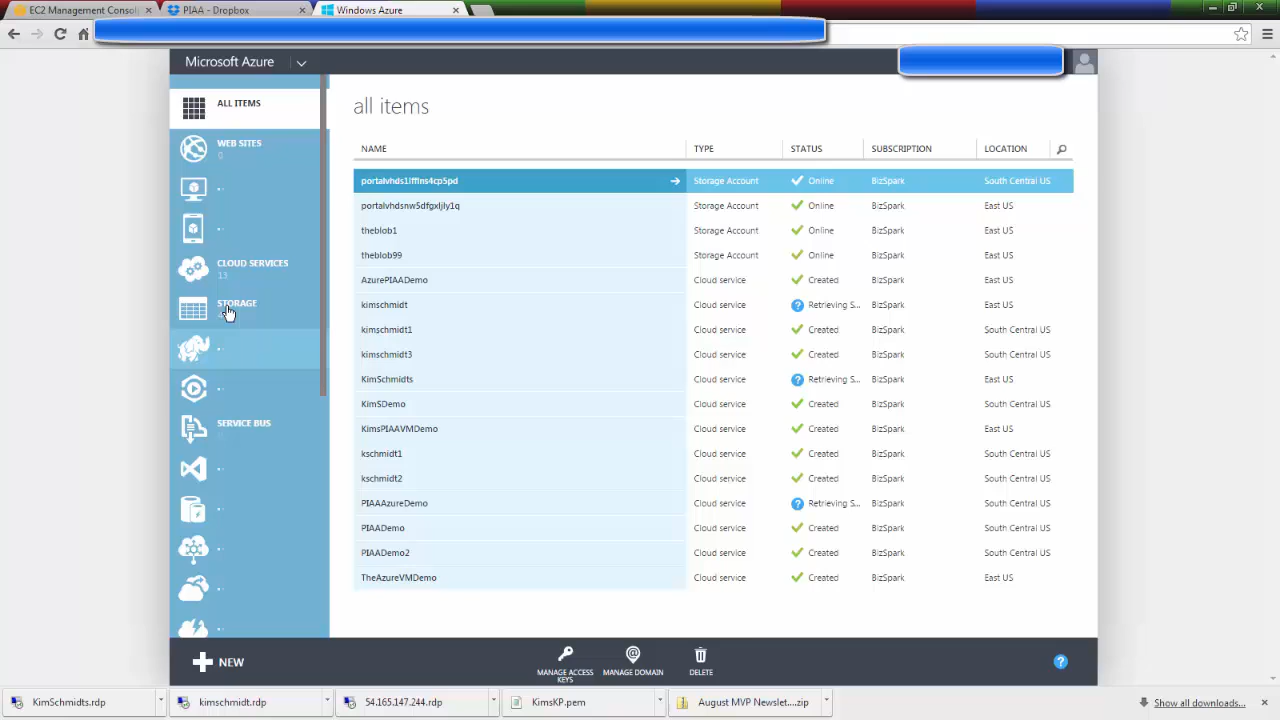 EC2 Management Consol
PIAA - Dropbox
Windows Azure
Microsoft Azure
ALL ITEMS
WEB SITES
0
CLOUD SERVICES
13
STORAGE
SERVICE BUS
all items
NAME TYPE STATUS SUBSCRIPTION LOCATION
Storage Account Online BizSpark South Central US
Storage Account Online BizSpark East US
theblob1 Storage Account Online BizSpark East US
theblob99 Storage Account Online BizSpark East US
AzurePIAADemo Cloud service Created BizSpark East US
kimschmidt Cloud service Retrieving S... BizSpark East US
kimschmidt1 Cloud service Created BizSpark South Central US
kimschmidt3 Cloud service Created BizSpark South Central US
KimSchmidts Cloud service Retrieving S... BizSpark East US
KimSDemo Cloud service Created BizSpark South Central US
KimsPIAAVMDemo Cloud service Created BizSpark East US
kschmidt1 Cloud service Created BizSpark South Central US
kschmidt2 Cloud service Created BizSpark South Central US
PIAAAzureDemo Cloud service Retrieving S... BizSpark South Central US
PIAADemo Cloud service Created BizSpark South Central US
PIAADemo2 Cloud service Created BizSpark South Central US
TheAzureVMDemo Cloud service Created BizSpark East US
NEW
MANAGE ACCESS
KEYS
MANAGE DOMAIN
DELETE
?
KimSchmidts.rdp
kimschmidt.rdp
54.165.147.244.rdp
KimsKP.pem
August MVP Newslet....zip
Show all downloads...